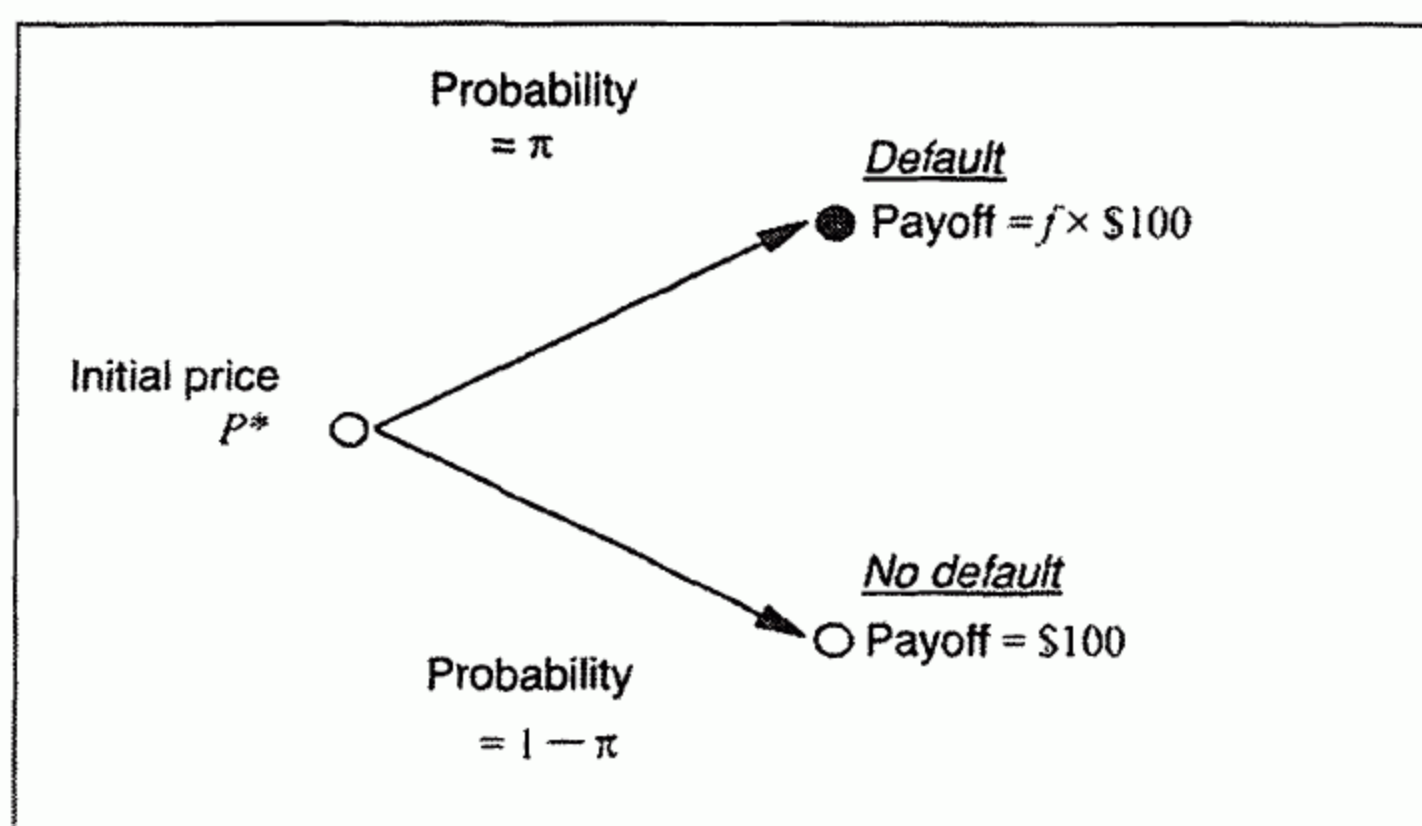 Probability
= π
Default
Payoff = f × $100
Initial price
P*
No default
Payoff = $100
Probability
= 1 — π